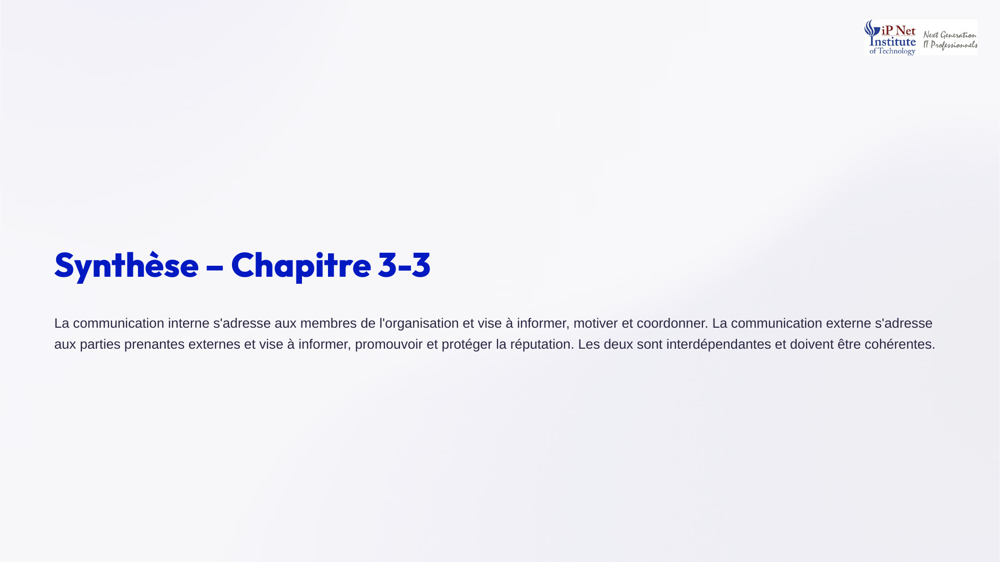 iP Net
Institute
of Technology
Next Generation
IT Professionnels
Synthèse – Chapitre 3-3
La communication interne s'adresse aux membres de l'organisation et vise à informer, motiver et coordonner. La communication externe s'adresse
aux parties prenantes externes et vise à informer, promouvoir et protéger la réputation. Les deux sont interdépendantes et doivent être cohérentes.